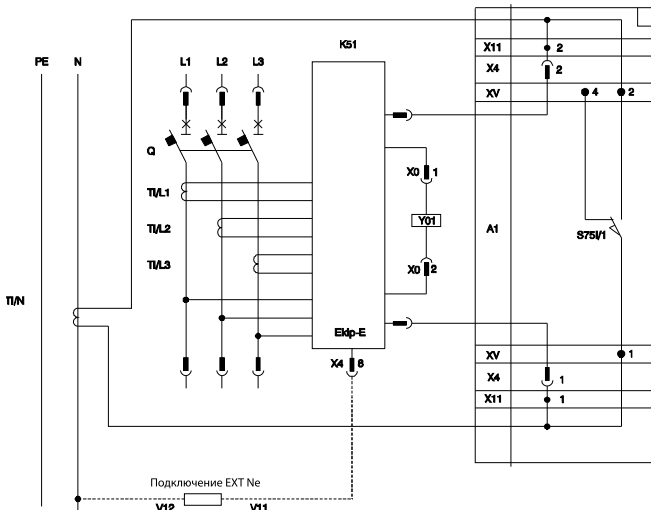 K51
X11 2
PE N L1 L2 L3
X4 2
XV 4 2
Q
X0 1
TI/L1
Y01
TI/L2
A1
S75I/1
TI/L3
X0 2
TI/N
Ekip-E
XV 1
X4 6
X4 1
X11 1
Подключение EXT Ne
V12 V11